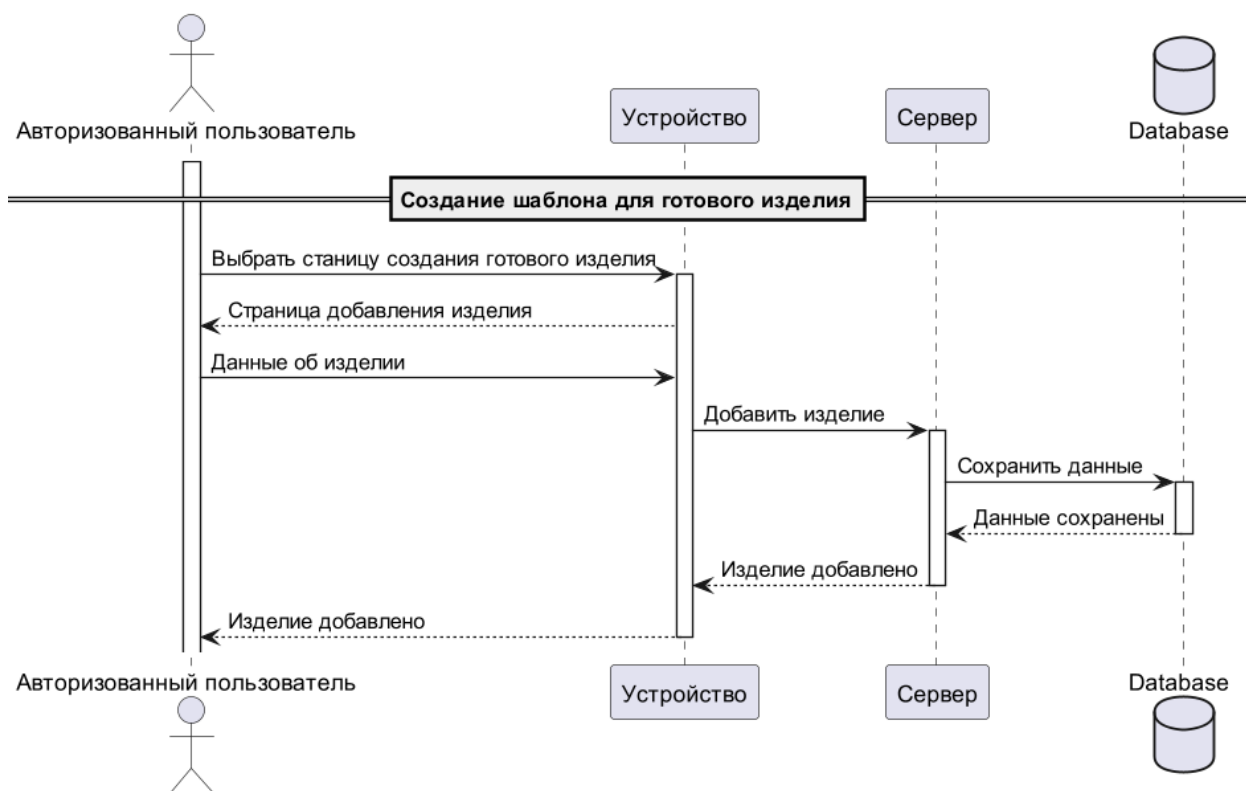 Авторизованный пользователь
Устройство
Сервер
Database
Создание шаблона для готового изделия
Выбрать станицу создания готового изделия
Страница добавления изделия
Данные об изделии
Добавить изделие
Сохранить данные
Данные сохранены
Изделие добавлено
Изделие добавлено
Авторизованный пользователь
Устройство
Сервер
Database